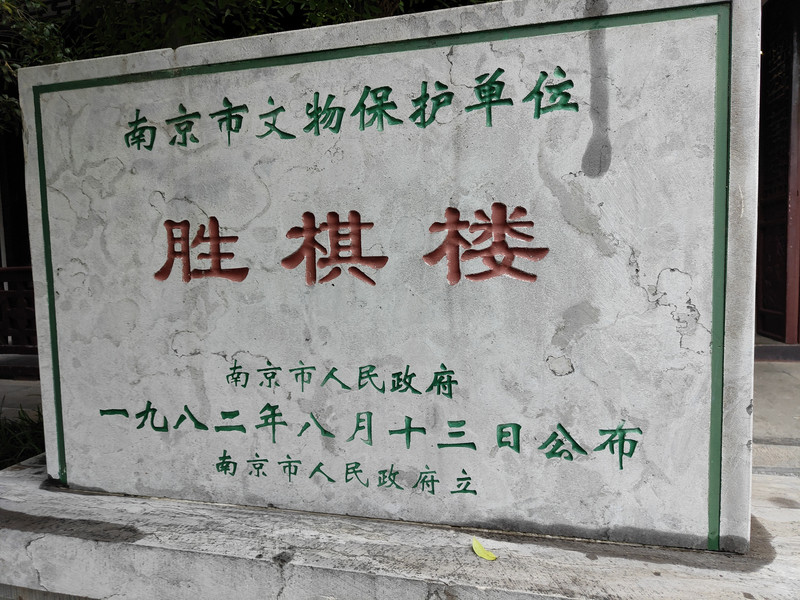 南京市文物保护单位
胜棋楼
南京市人民政府
一九八二年八月十三日公布
南京市人民政府立